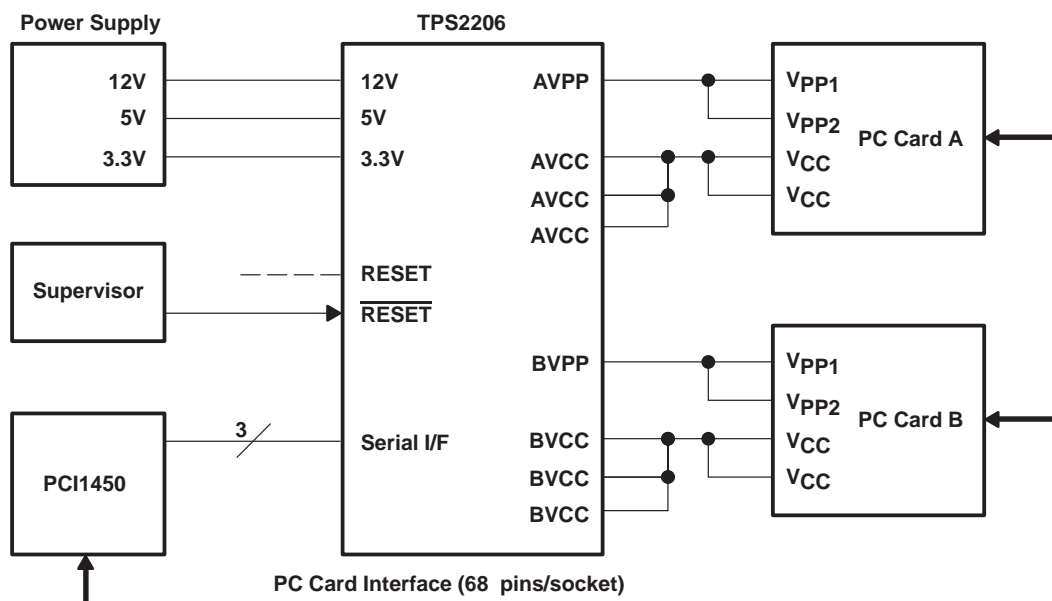 Power Supply
12V
5V
3.3V
Supervisor
3
PCI1450
TPS2206
12V
5V
3.3V
RESET
RESET
Serial I/F
AVPP
AVCC
AVCC
AVCC
BVPP
BVCC
BVCC
BVCC
VPP1
VPP2
VCC
VCC
PC Card A
VPP1
VPP2
VCC
VCC
PC Card B
PC Card Interface (68 pins/socket)